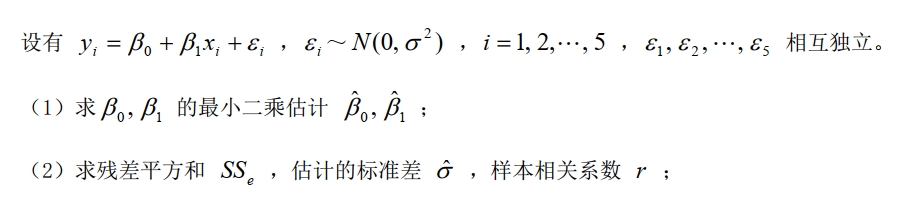 设有 $y_i = \beta_0 + \beta_1 x_i + \varepsilon_i$ ，$\varepsilon_i \sim N(0, \sigma^2)$ ，$i = 1, 2, \cdots, 5$ ，$\varepsilon_1, \varepsilon_2, \cdots, \varepsilon_5$ 相互独立。
（1）求 $\beta_0, \beta_1$ 的最小二乘估计 $\hat{\beta}_0, \hat{\beta}_1$ ；
（2）求残差平方和 $SS_e$ ，估计的标准差 $\hat{\sigma}$ ，样本相关系数 $r$ ；